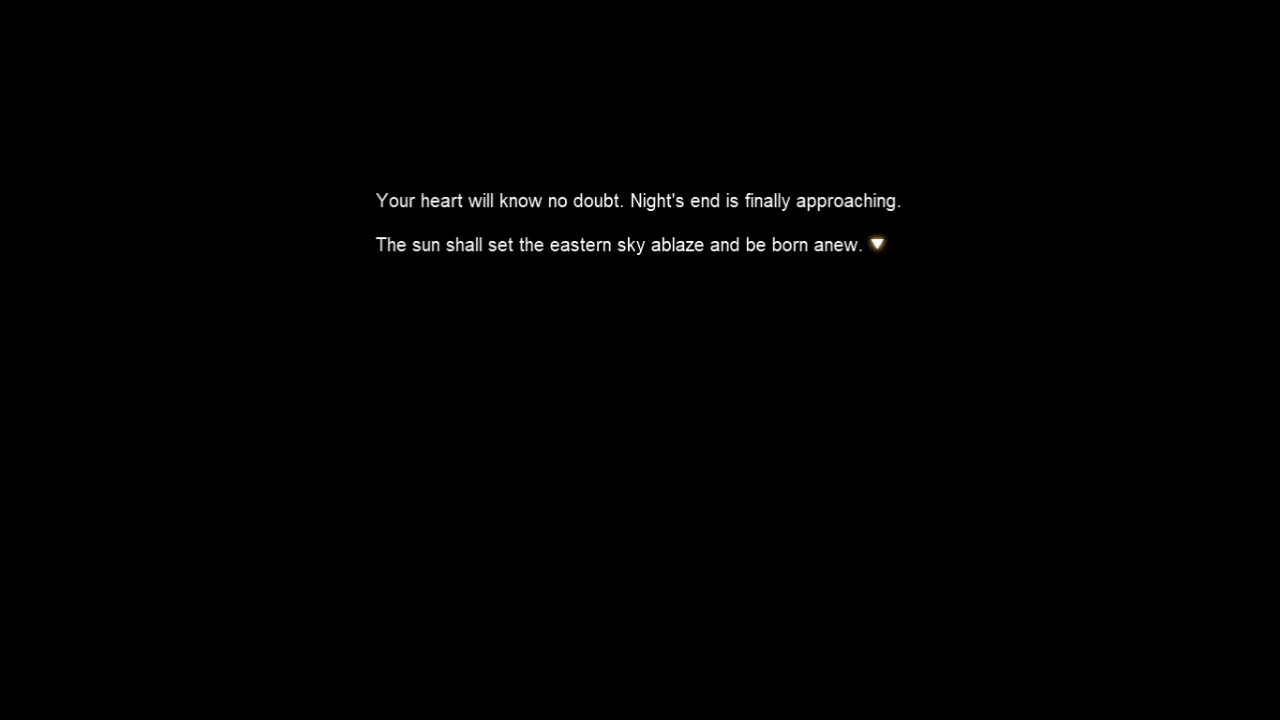 Your heart will know no doubt. Night's end is finally approaching.
The sun shall set the eastern sky ablaze and be born anew.